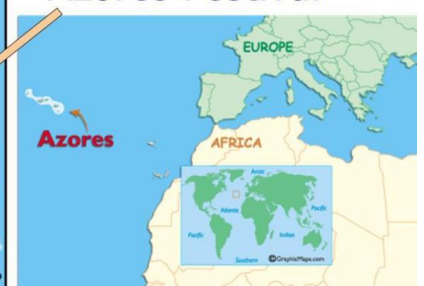 EUROPE
Azores
AFRICA
Arctic
Atlantic
Pacific
Pacific
Indian
Southern
©GraphicMaps.com